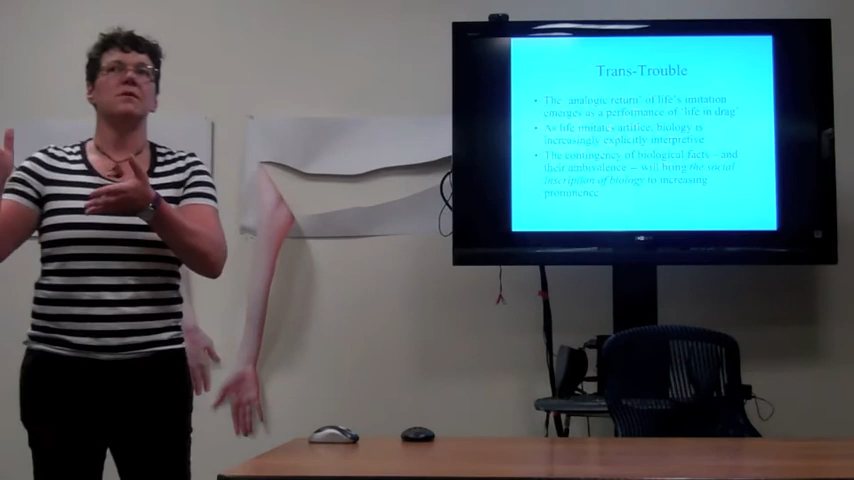 Trans-Trouble
• The 'analogic return' of life's imitation
emerges as a performance of 'life in drag'
• As life imitates artifice, biology is
increasingly explicitly interpretive
• The contingency of biological facts – and
their ambivalence – will bring the social
inscription of biology to increasing
prominence